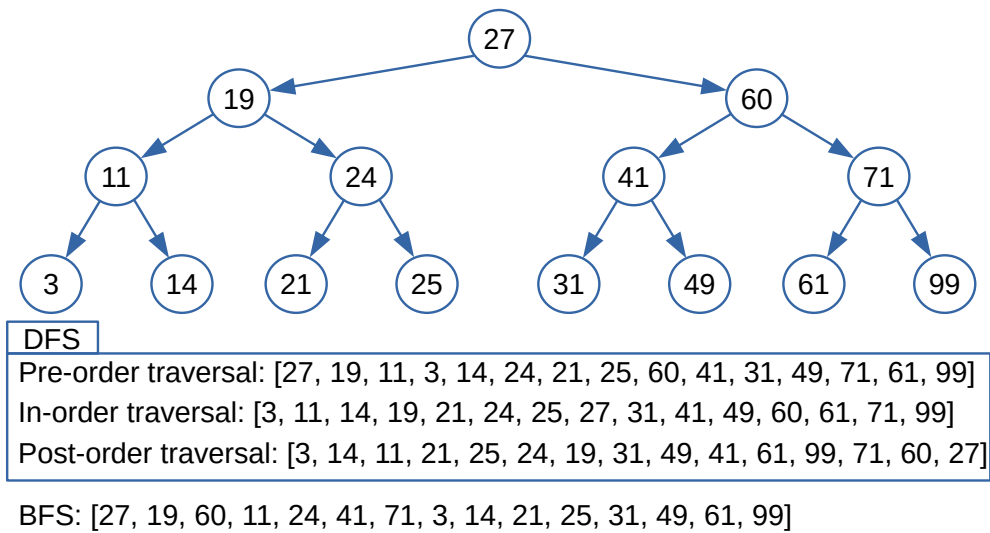 27
19 60
11 24 41 71
3 14 21 25 31 49 61 99
DFS
Pre-order traversal: [27, 19, 11, 3, 14, 24, 21, 25, 60, 41, 31, 49, 71, 61, 99]
In-order traversal: [3, 11, 14, 19, 21, 24, 25, 27, 31, 41, 49, 60, 61, 71, 99]
Post-order traversal: [3, 14, 11, 21, 25, 24, 19, 31, 49, 41, 61, 99, 71, 60, 27]
BFS: [27, 19, 60, 11, 24, 41, 71, 3, 14, 21, 25, 31, 49, 61, 99]